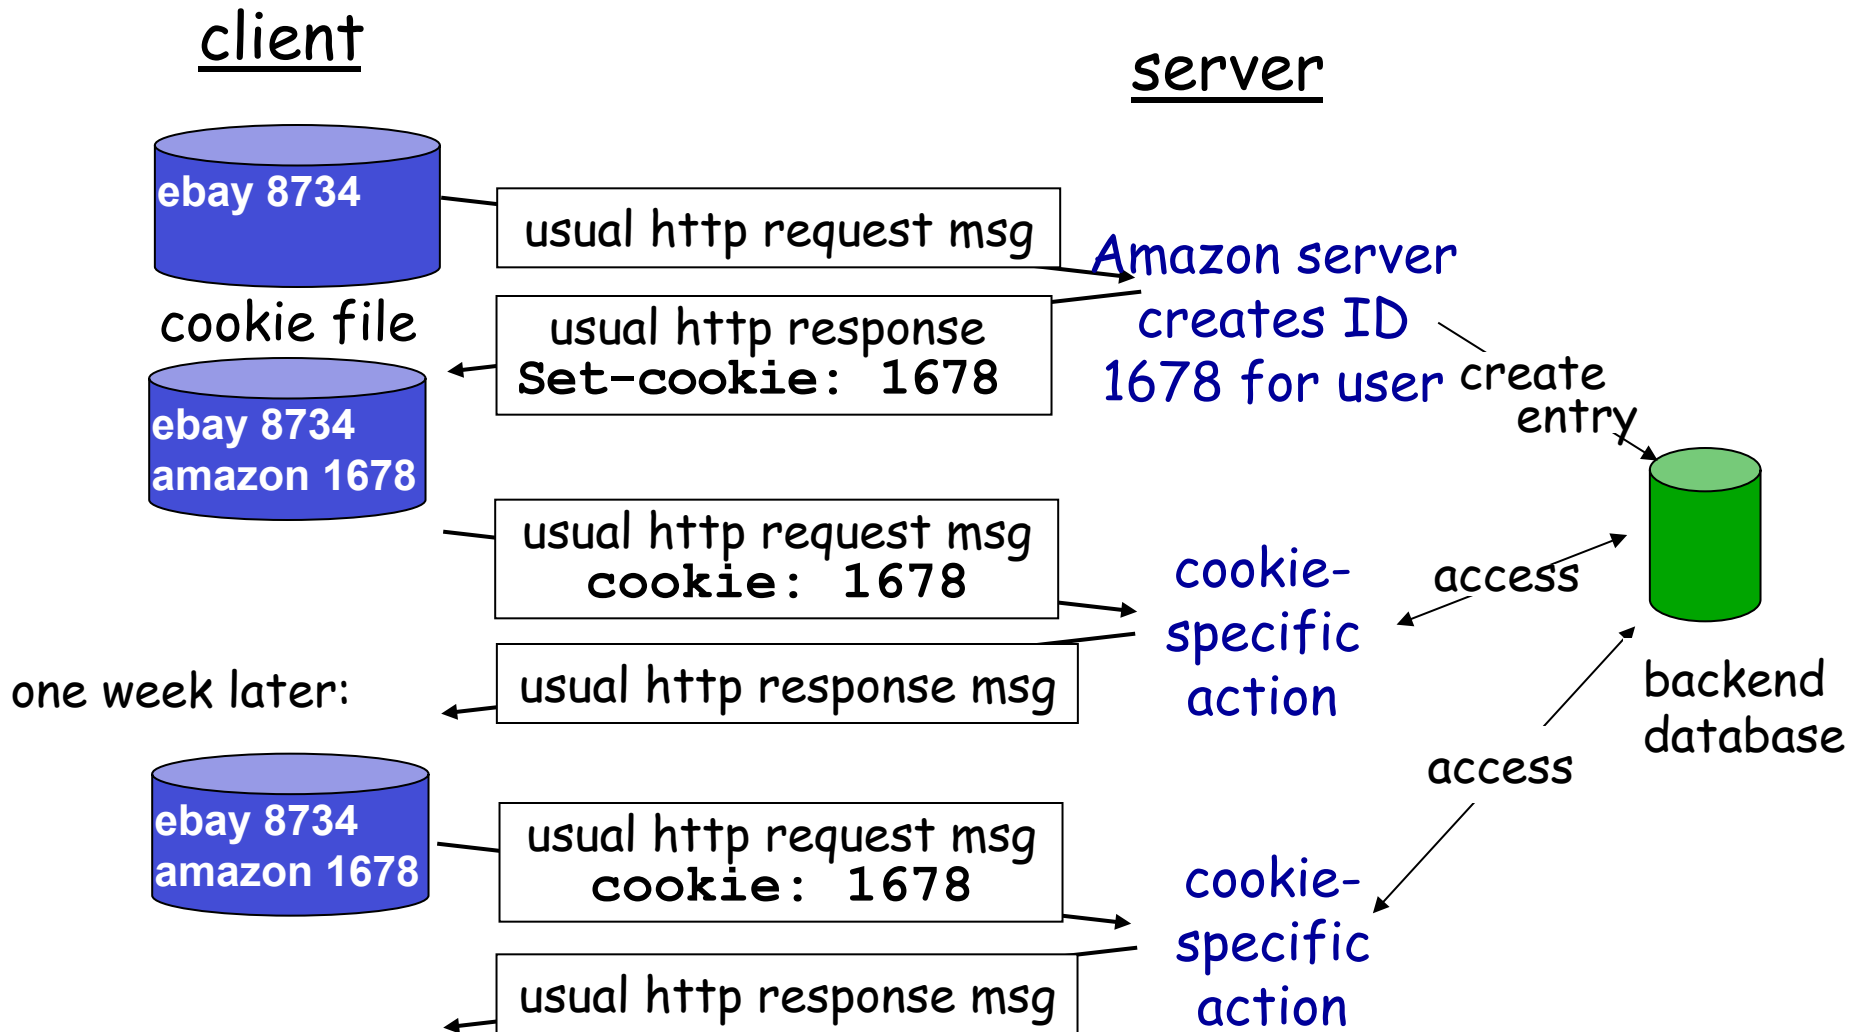 client
server
ebay 8734
usual http request msg
Amazon server
creates ID
1678 for user
cookie file
usual http response
Set-cookie: 1678
create
entry
ebay 8734
amazon 1678
usual http request msg
cookie: 1678
cookie-
specific
action
access
usual http response msg
one week later:
backend
database
access
ebay 8734
amazon 1678
usual http request msg
cookie: 1678
cookie-
specific
action
usual http response msg